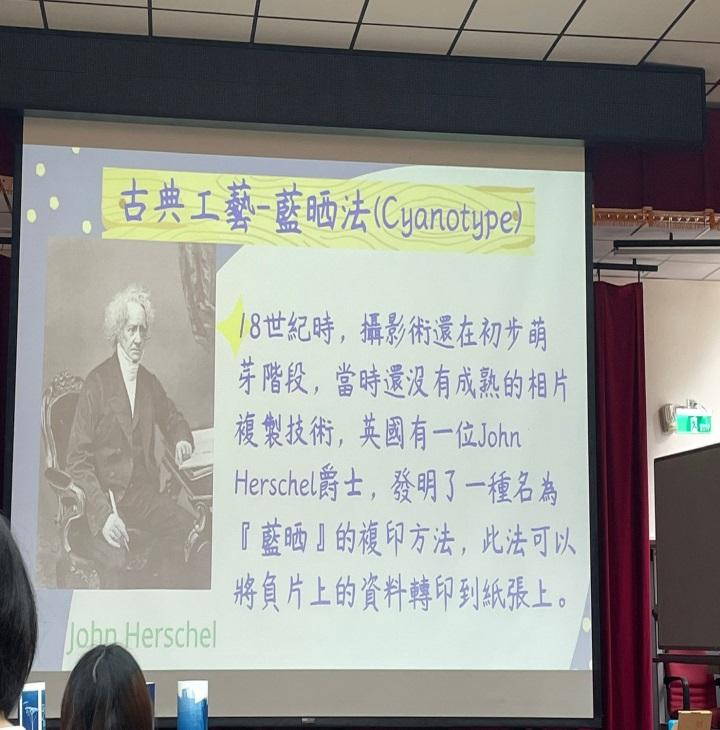 古典工藝-藍晒法(Cyanotype)
18世紀時，攝影術還在初步萌
芽階段，當時還沒有成熟的相片
複製技術，英國有一位John
Herschel爵士，發明了一種名為
『藍晒』的複印方法，此法可以
將負片上的資料轉印到紙張上。
John Herschel